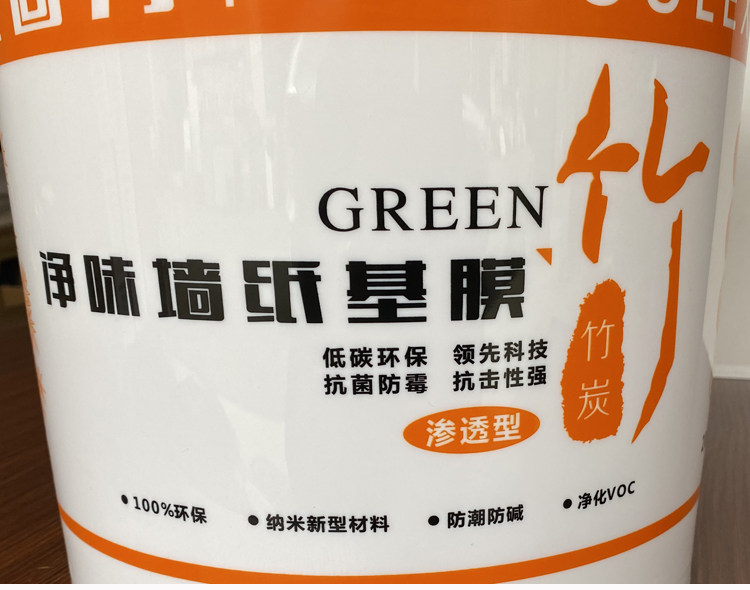 GREEN
竹
净味墙纸基膜
竹炭
低碳环保 领先科技
抗菌防霉 抗击性强
渗透型
•100%环保 •纳米新型材料 •防潮防碱 •净化VOC